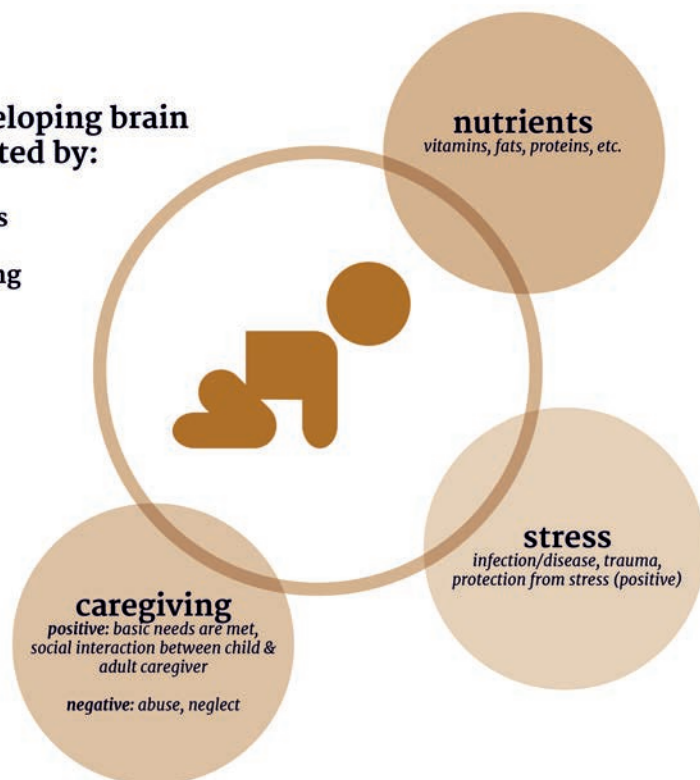 eloping brain
ted by:
s
ng
nutrients
vitamins, fats, proteins, etc.
stress
infection/disease, trauma,
protection from stress (positive)
caregiving
positive: basic needs are met,
social interaction between child &
adult caregiver
negative: abuse, neglect